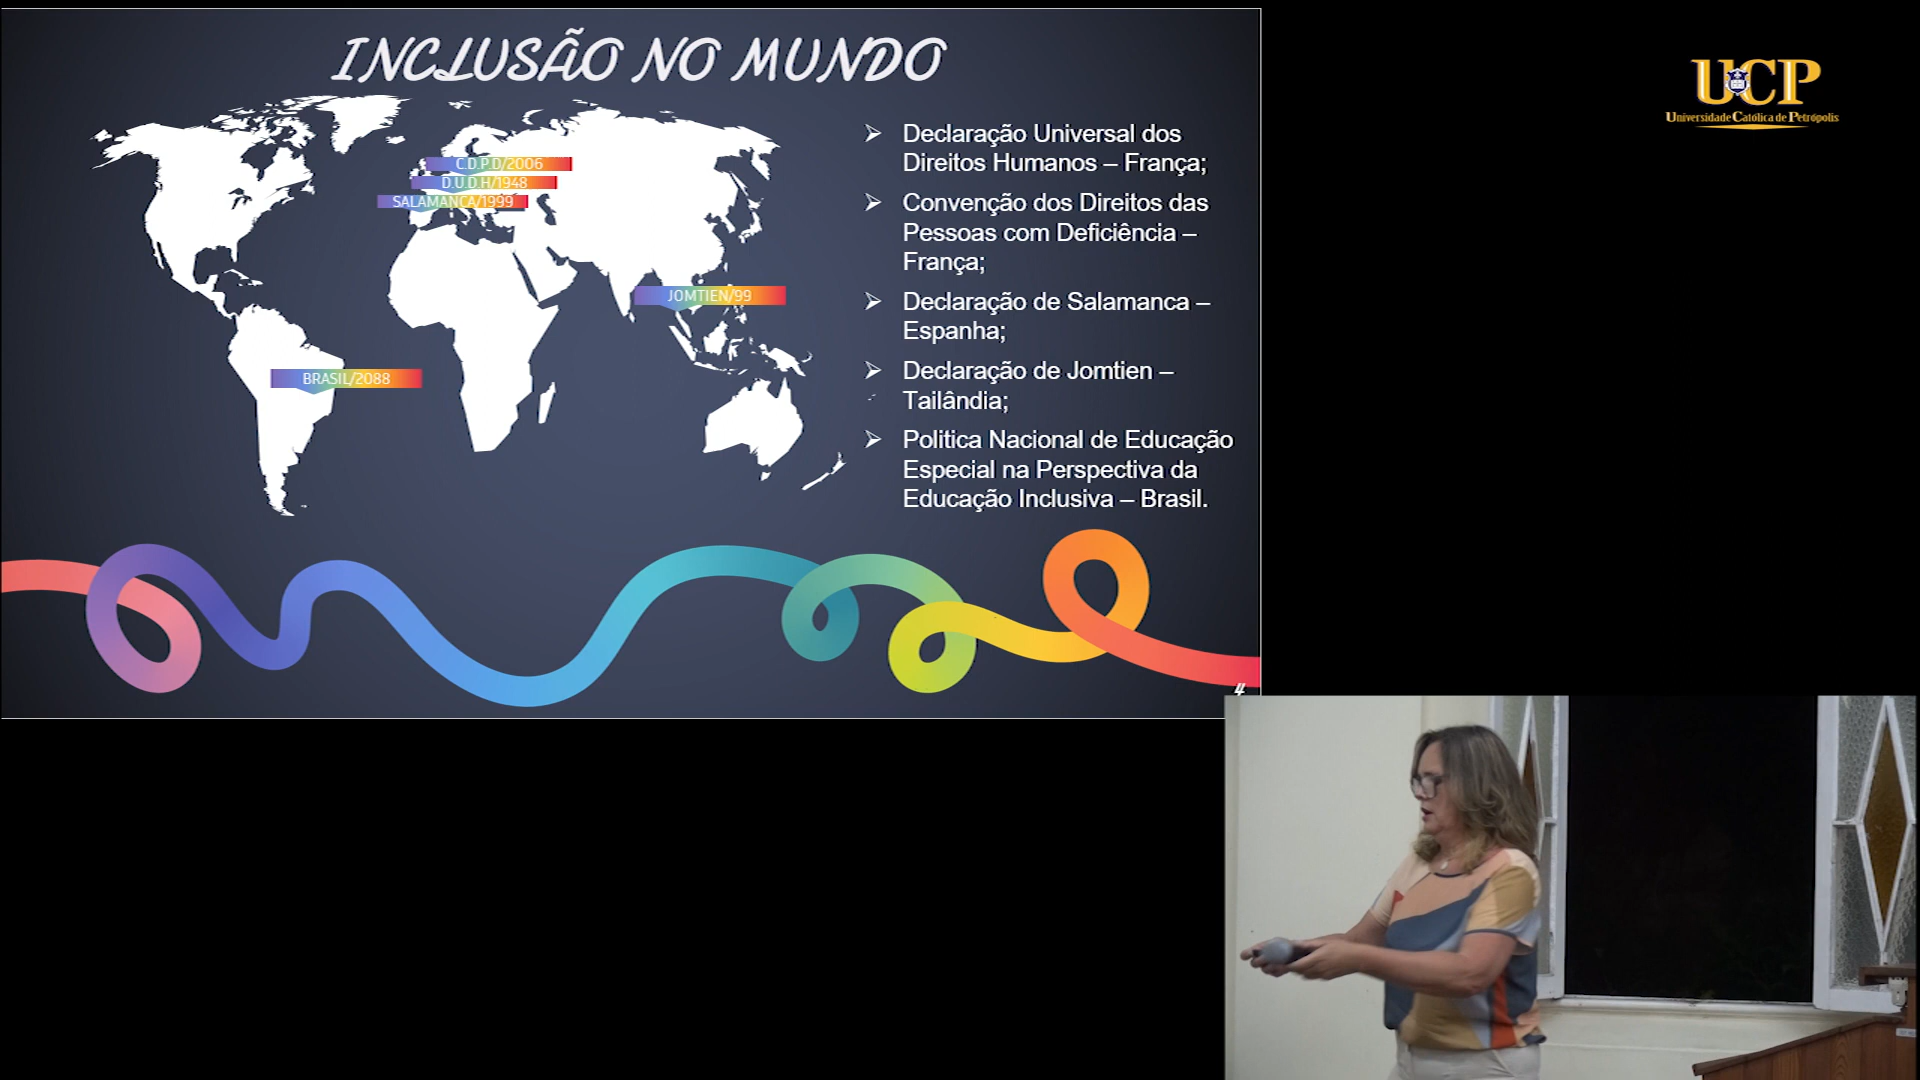 INCLUSÃO NO MUNDO
C.D.P.D/2006
D.U.D.H/1948
SALAMANCA/1999
JOMTIEN/99
BRASIL/2088
Declaração Universal dos
Direitos Humanos – França;
Convenção dos Direitos das
Pessoas com Deficiência –
França;
Declaração de Salamanca –
Espanha;
Declaração de Jomtien –
Tailândia;
Politica Nacional de Educação
Especial na Perspectiva da
Educação Inclusiva – Brasil.
4
UCP
Universidade Católica de Petrópolis